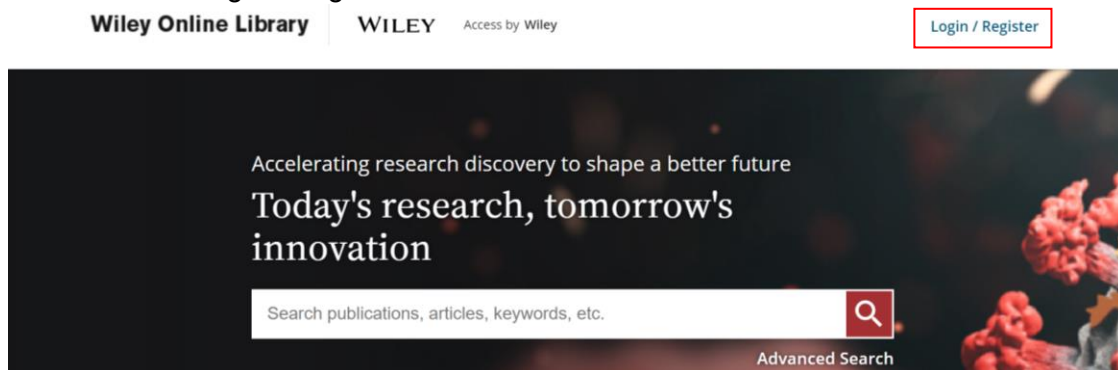 Wiley Online Library WILEY Access by Wiley Login / Register
Accelerating research discovery to shape a better future
Today's research, tomorrow's
innovation
Search publications, articles, keywords, etc.
Advanced Search